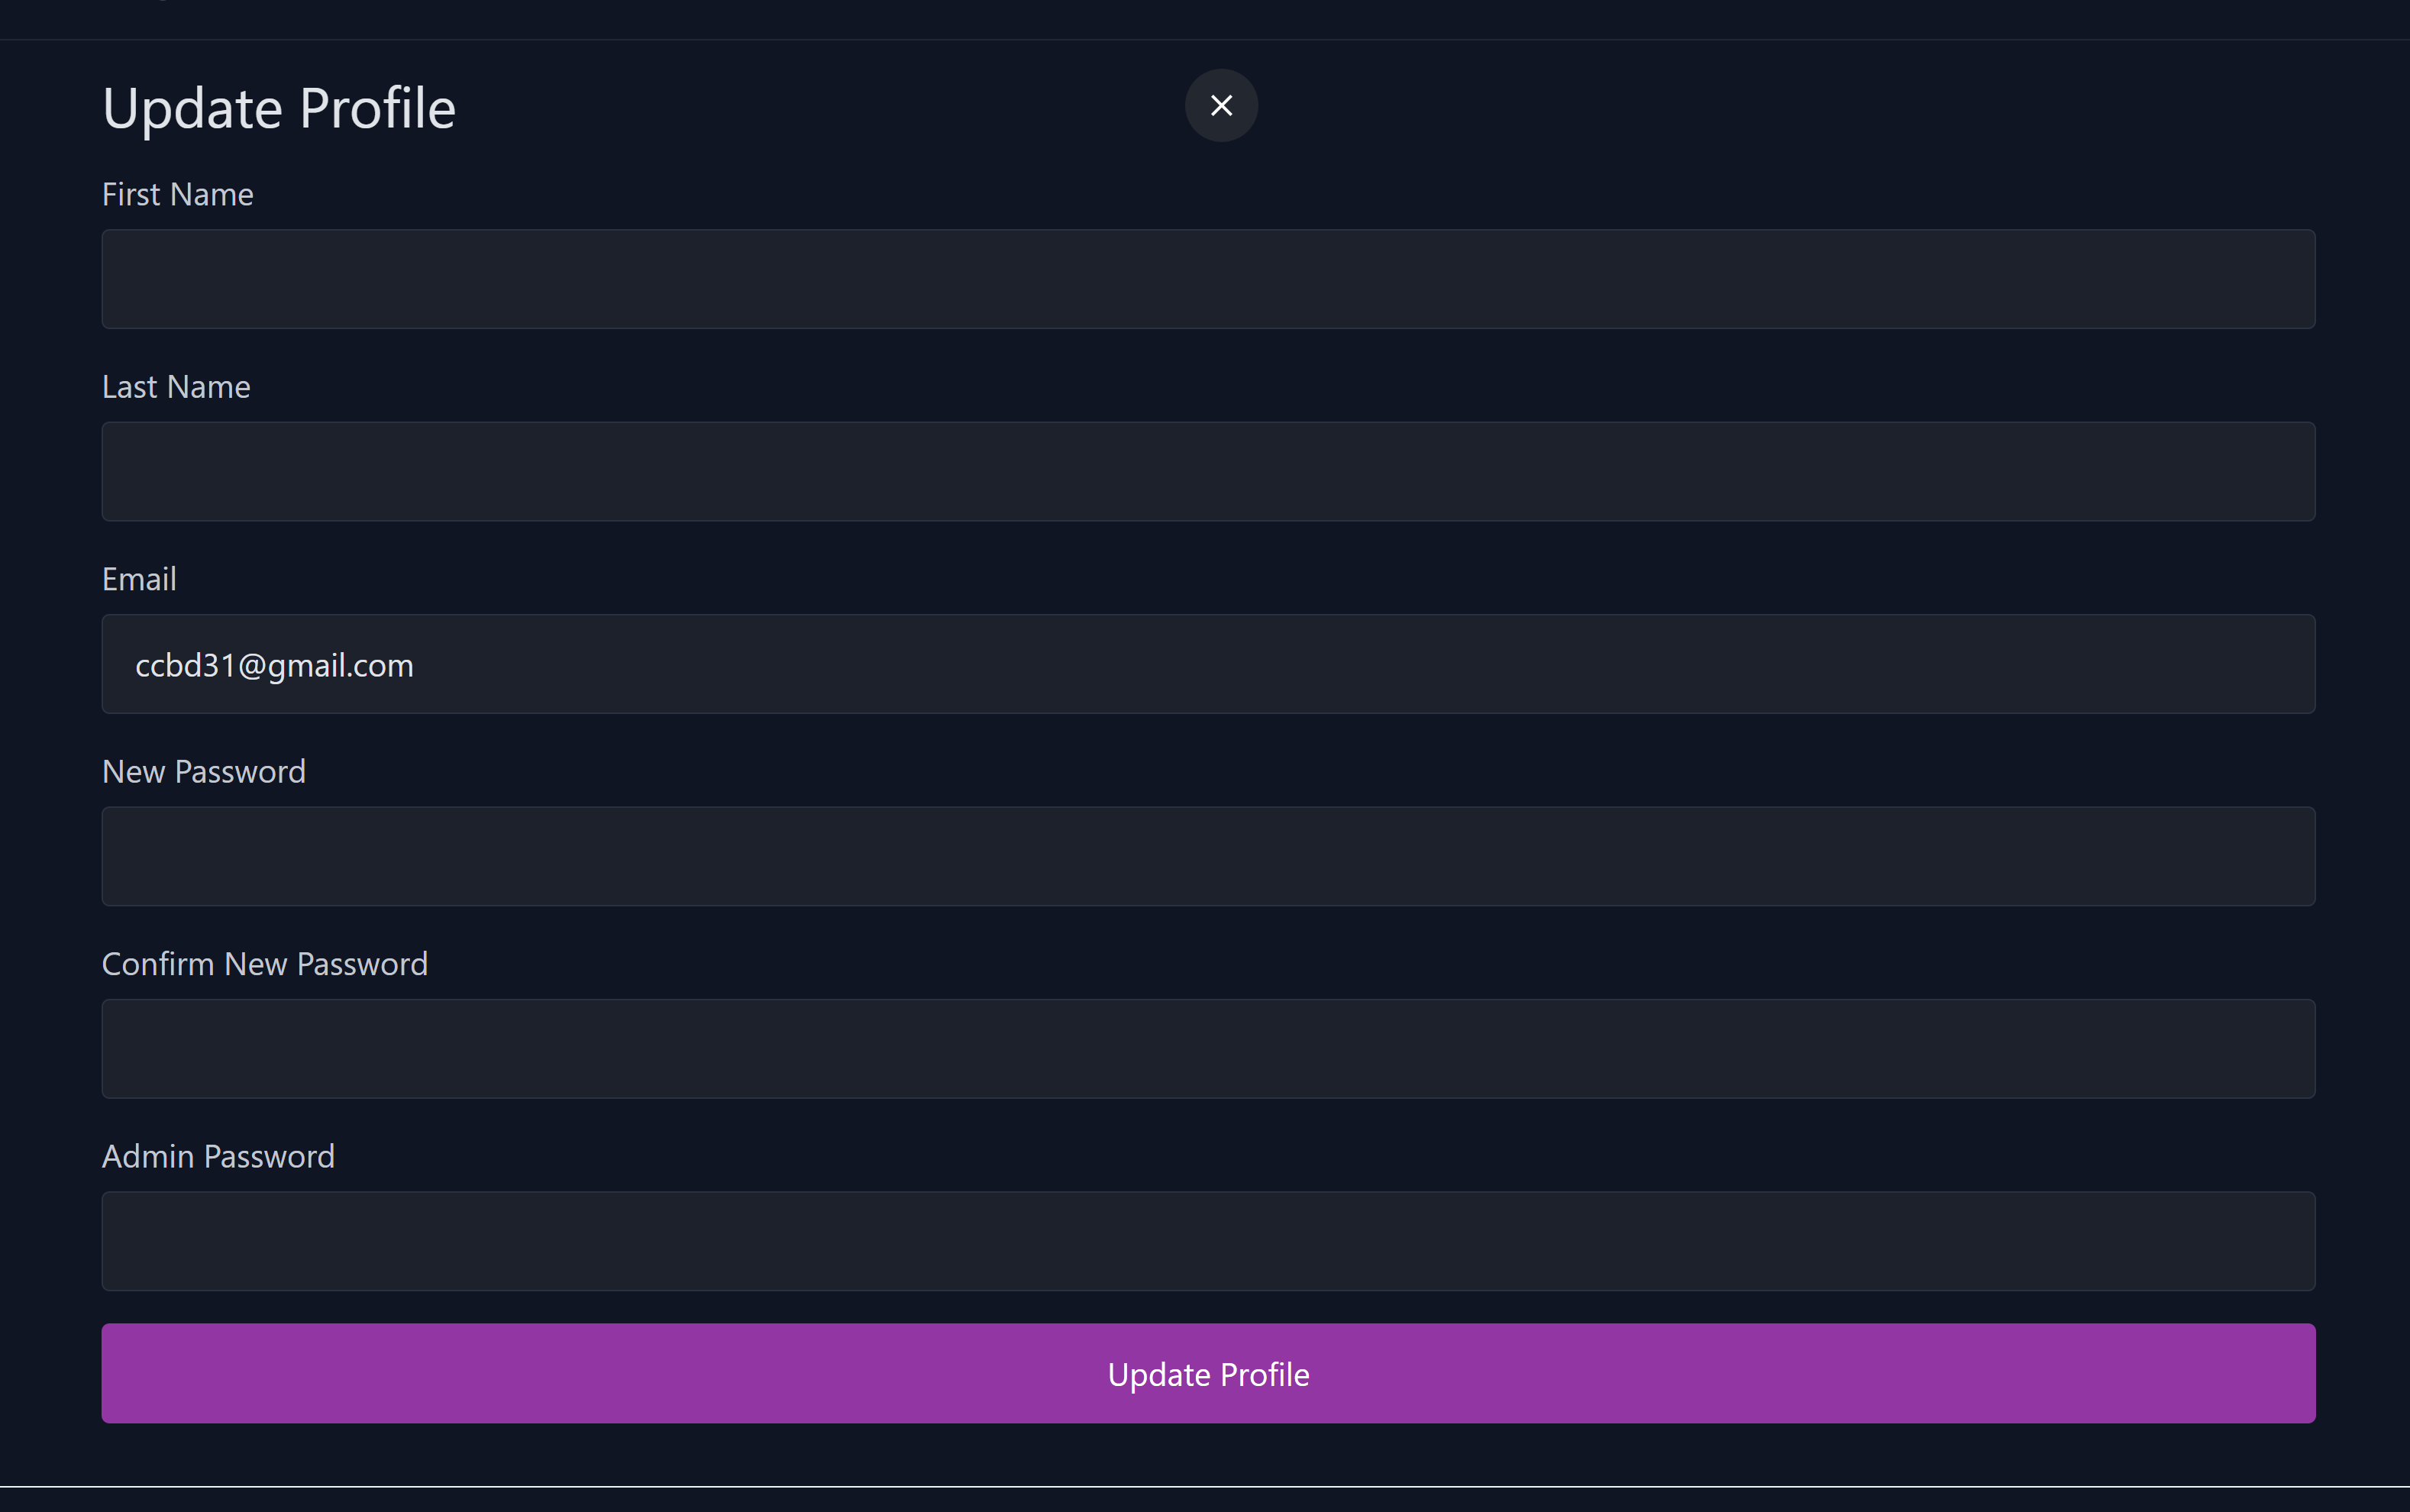 Update Profile
First Name
Last Name
Email
ccbd31@gmail.com
New Password
Confirm New Password
Admin Password
Update Profile